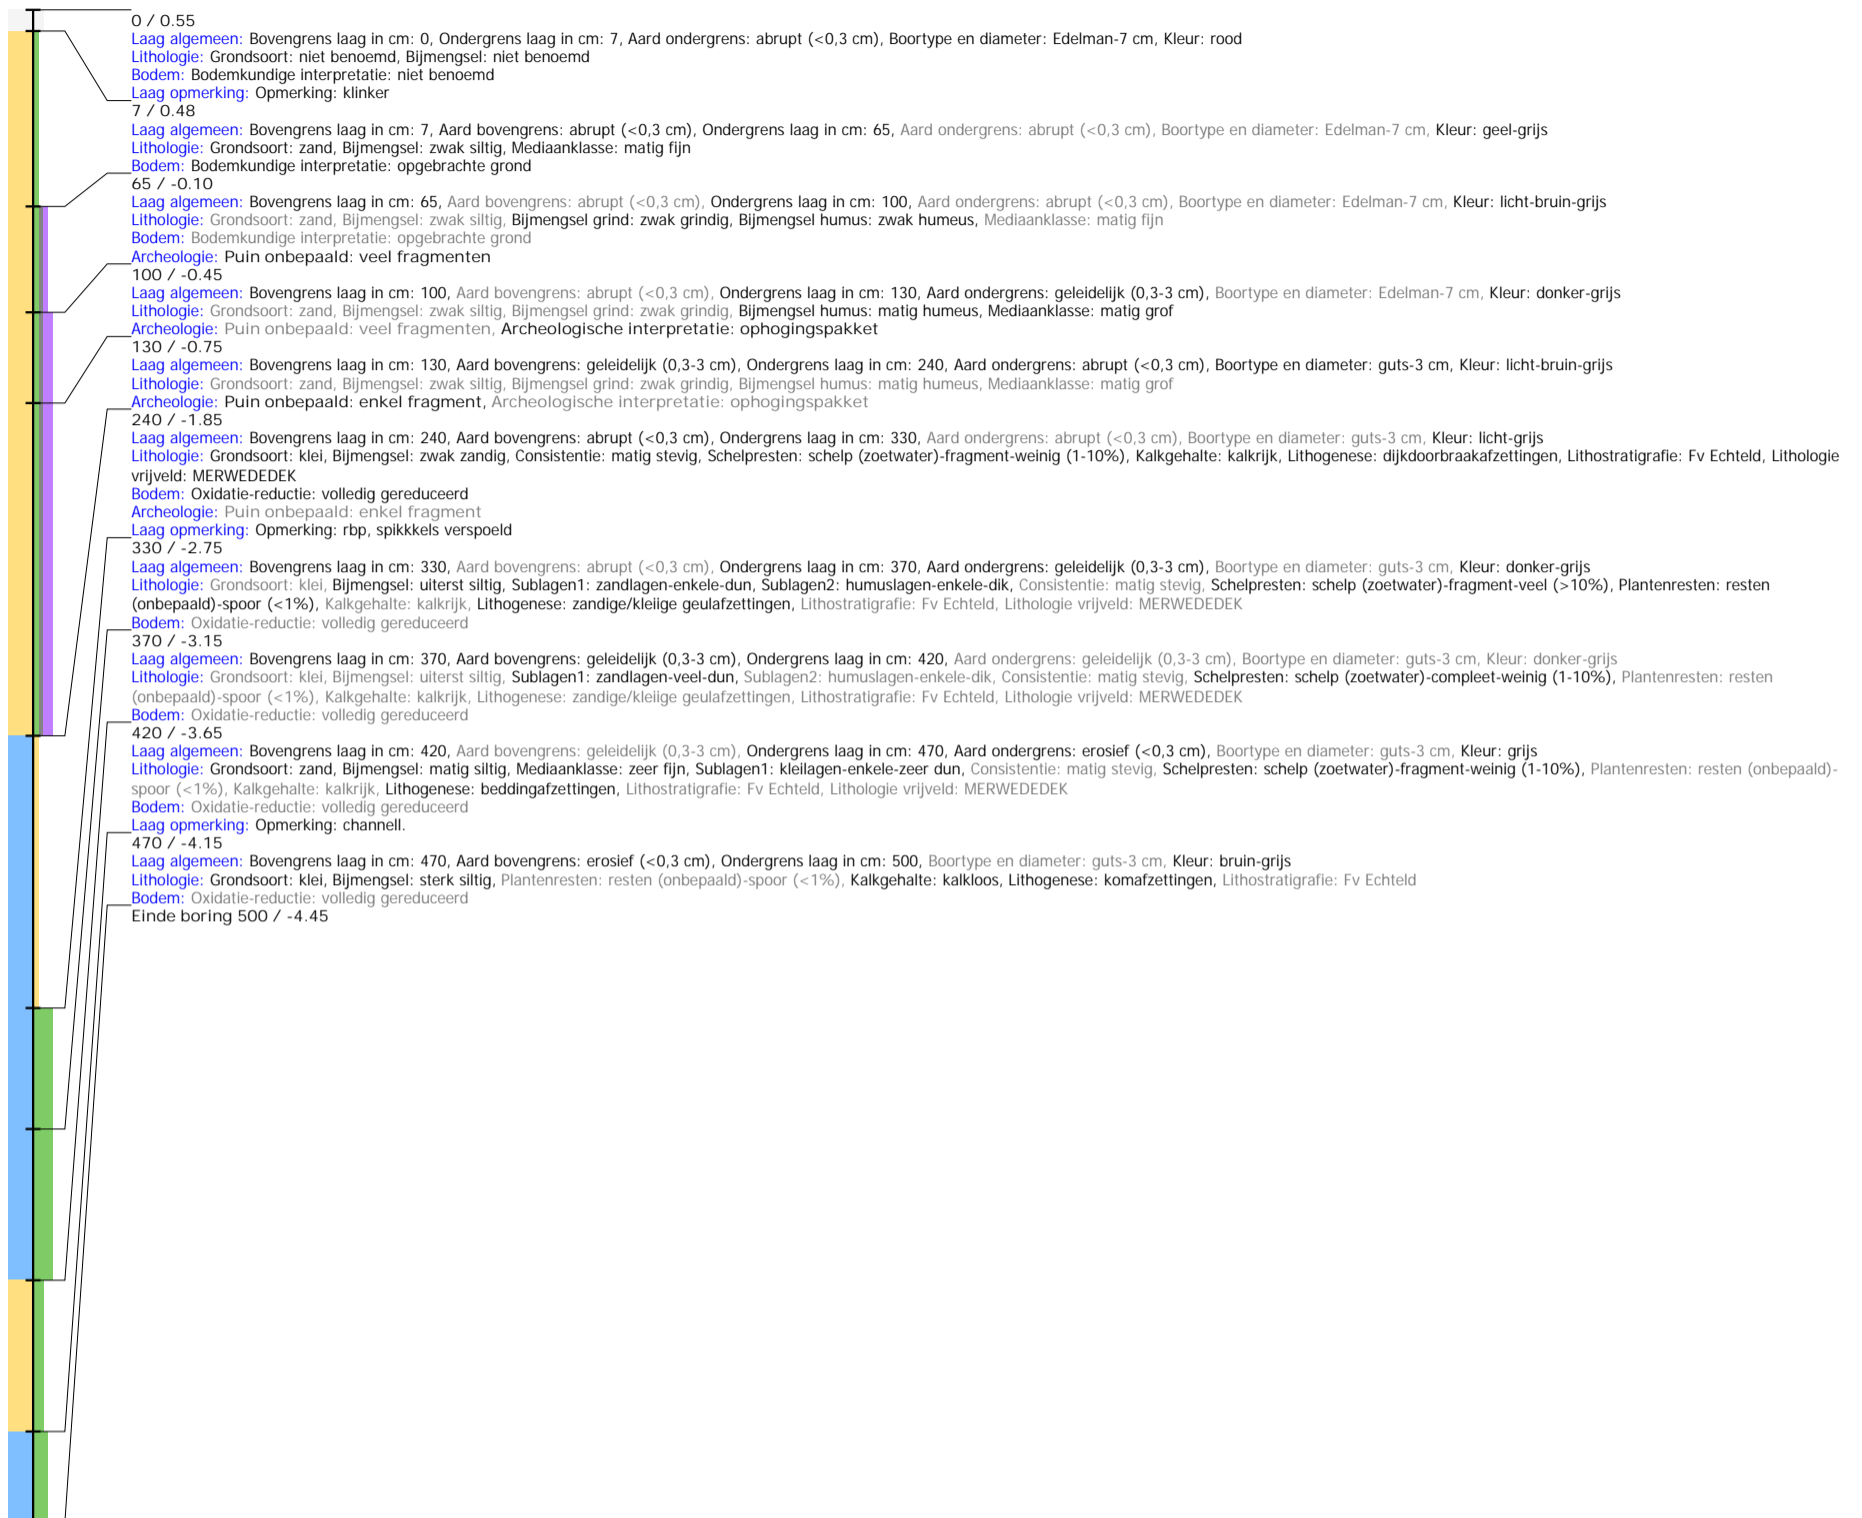 0 / 0.55
Laag algemeen: Bovengrens laag in cm: 0, Ondergrens laag in cm: 7, Aard ondergrens: abrupt (<0,3 cm), Boortype en diameter: Edelman-7 cm, Kleur: rood
Lithologie: Grondsoort: niet benoemd, Bijmengsel: niet benoemd
Bodem: Bodemkundige interpretatie: niet benoemd
Laag opmerking: Opmerking: klinker
7 / 0.48
Laag algemeen: Bovengrens laag in cm: 7, Aard bovengrens: abrupt (<0,3 cm), Ondergrens laag in cm: 65, Aard ondergrens: abrupt (<0,3 cm), Boortype en diameter: Edelman-7 cm, Kleur: geel-grijs
Lithologie: Grondsoort: zand, Bijmengsel: zwak siltig, Mediaanklasse: matig fijn
Bodem: Bodemkundige interpretatie: opgebrachte grond
65 / -0.10
Laag algemeen: Bovengrens laag in cm: 65, Aard bovengrens: abrupt (<0,3 cm), Ondergrens laag in cm: 100, Aard ondergrens: abrupt (<0,3 cm), Boortype en diameter: Edelman-7 cm, Kleur: licht-bruin-grijs
Lithologie: Grondsoort: zand, Bijmengsel: zwak siltig, Bijmengsel grind: zwak grindig, Bijmengsel humus: zwak humeus, Mediaanklasse: matig fijn
Bodem: Bodemkundige interpretatie: opgebrachte grond
Archeologie: Puin onbepaald: veel fragmenten
100 / -0.45
Laag algemeen: Bovengrens laag in cm: 100, Aard bovengrens: abrupt (<0,3 cm), Ondergrens laag in cm: 130, Aard ondergrens: geleidelijk (0,3-3 cm), Boortype en diameter: Edelman-7 cm, Kleur: donker-grijs
Lithologie: Grondsoort: zand, Bijmengsel: zwak siltig, Bijmengsel grind: zwak grindig, Bijmengsel humus: matig humeus, Mediaanklasse: matig grof
Archeologie: Puin onbepaald: veel fragmenten, Archeologische interpretatie: ophogingspakket
130 / -0.75
Laag algemeen: Bovengrens laag in cm: 130, Aard bovengrens: geleidelijk (0,3-3 cm), Ondergrens laag in cm: 240, Aard ondergrens: abrupt (<0,3 cm), Boortype en diameter: guts-3 cm, Kleur: licht-bruin-grijs
Lithologie: Grondsoort: zand, Bijmengsel: zwak siltig, Bijmengsel grind: zwak grindig, Bijmengsel humus: matig humeus, Mediaanklasse: matig grof
Archeologie: Puin onbepaald: enkel fragment, Archeologische interpretatie: ophogingspakket
240 / -1.85
Laag algemeen: Bovengrens laag in cm: 240, Aard bovengrens: abrupt (<0,3 cm), Ondergrens laag in cm: 330, Aard ondergrens: abrupt (<0,3 cm), Boortype en diameter: guts-3 cm, Kleur: licht-grijs
Lithologie: Grondsoort: klei, Bijmengsel: zwak zandig, Consistentie: matig stevig, Schelpresten: schelp (zoetwater)-fragment-weinig (1-10%), Kalkgehalte: kalkrijk, Lithogenese: dijkdoorbraakafzettingen, Lithostratigrafie: Fv Echteld, Lithologie
vrijveld: MERWEDEDEK
Bodem: Oxidatie-reductie: volledig gereduceerd
Archeologie: Puin onbepaald: enkel fragment
Laag opmerking: Opmerking: rbp, spikkkels verspoeld
330 / -2.75
Laag algemeen: Bovengrens laag in cm: 330, Aard bovengrens: abrupt (<0,3 cm), Ondergrens laag in cm: 370, Aard ondergrens: geleidelijk (0,3-3 cm), Boortype en diameter: guts-3 cm, Kleur: donker-grijs
Lithologie: Grondsoort: klei, Bijmengsel: uiterst siltig, Sublagen1: zandlagen-enkele-dun, Sublagen2: humuslagen-enkele-dik, Consistentie: matig stevig, Schelpresten: schelp (zoetwater)-fragment-veel (>10%), Plantenresten: resten
(onbepaald)-spoor (<1%), Kalkgehalte: kalkrijk, Lithogenese: zandige/kleiige geulafzettingen, Lithostratigrafie: Fv Echteld, Lithologie vrijveld: MERWEDEDEK
Bodem: Oxidatie-reductie: volledig gereduceerd
370 / -3.15
Laag algemeen: Bovengrens laag in cm: 370, Aard bovengrens: geleidelijk (0,3-3 cm), Ondergrens laag in cm: 420, Aard ondergrens: geleidelijk (0,3-3 cm), Boortype en diameter: guts-3 cm, Kleur: donker-grijs
Lithologie: Grondsoort: klei, Bijmengsel: uiterst siltig, Sublagen1: zandlagen-veel-dun, Sublagen2: humuslagen-enkele-dik, Consistentie: matig stevig, Schelpresten: schelp (zoetwater)-compleet-weinig (1-10%), Plantenresten: resten
(onbepaald)-spoor (<1%), Kalkgehalte: kalkrijk, Lithogenese: zandige/kleiige geulafzettingen, Lithostratigrafie: Fv Echteld, Lithologie vrijveld: MERWEDEDEK
Bodem: Oxidatie-reductie: volledig gereduceerd
420 / -3.65
Laag algemeen: Bovengrens laag in cm: 420, Aard bovengrens: geleidelijk (0,3-3 cm), Ondergrens laag in cm: 470, Aard ondergrens: erosief (<0,3 cm), Boortype en diameter: guts-3 cm, Kleur: grijs
Lithologie: Grondsoort: zand, Bijmengsel: matig siltig, Mediaanklasse: zeer fijn, Sublagen1: kleilagen-enkele-zeer dun, Consistentie: matig stevig, Schelpresten: schelp (zoetwater)-fragment-weinig (1-10%), Plantenresten: resten (onbepaald)-
spoor (<1%), Kalkgehalte: kalkrijk, Lithogenese: beddingafzettingen, Lithostratigrafie: Fv Echteld, Lithologie vrijveld: MERWEDEDEK
Bodem: Oxidatie-reductie: volledig gereduceerd
Laag opmerking: Opmerking: channell.
470 / -4.15
Laag algemeen: Bovengrens laag in cm: 470, Aard bovengrens: erosief (<0,3 cm), Ondergrens laag in cm: 500, Boortype en diameter: guts-3 cm, Kleur: bruin-grijs
Lithologie: Grondsoort: klei, Bijmengsel: sterk siltig, Plantenresten: resten (onbepaald)-spoor (<1%), Kalkgehalte: kalkloos, Lithogenese: komafzettingen, Lithostratigrafie: Fv Echteld
Bodem: Oxidatie-reductie: volledig gereduceerd
Einde boring 500 / -4.45